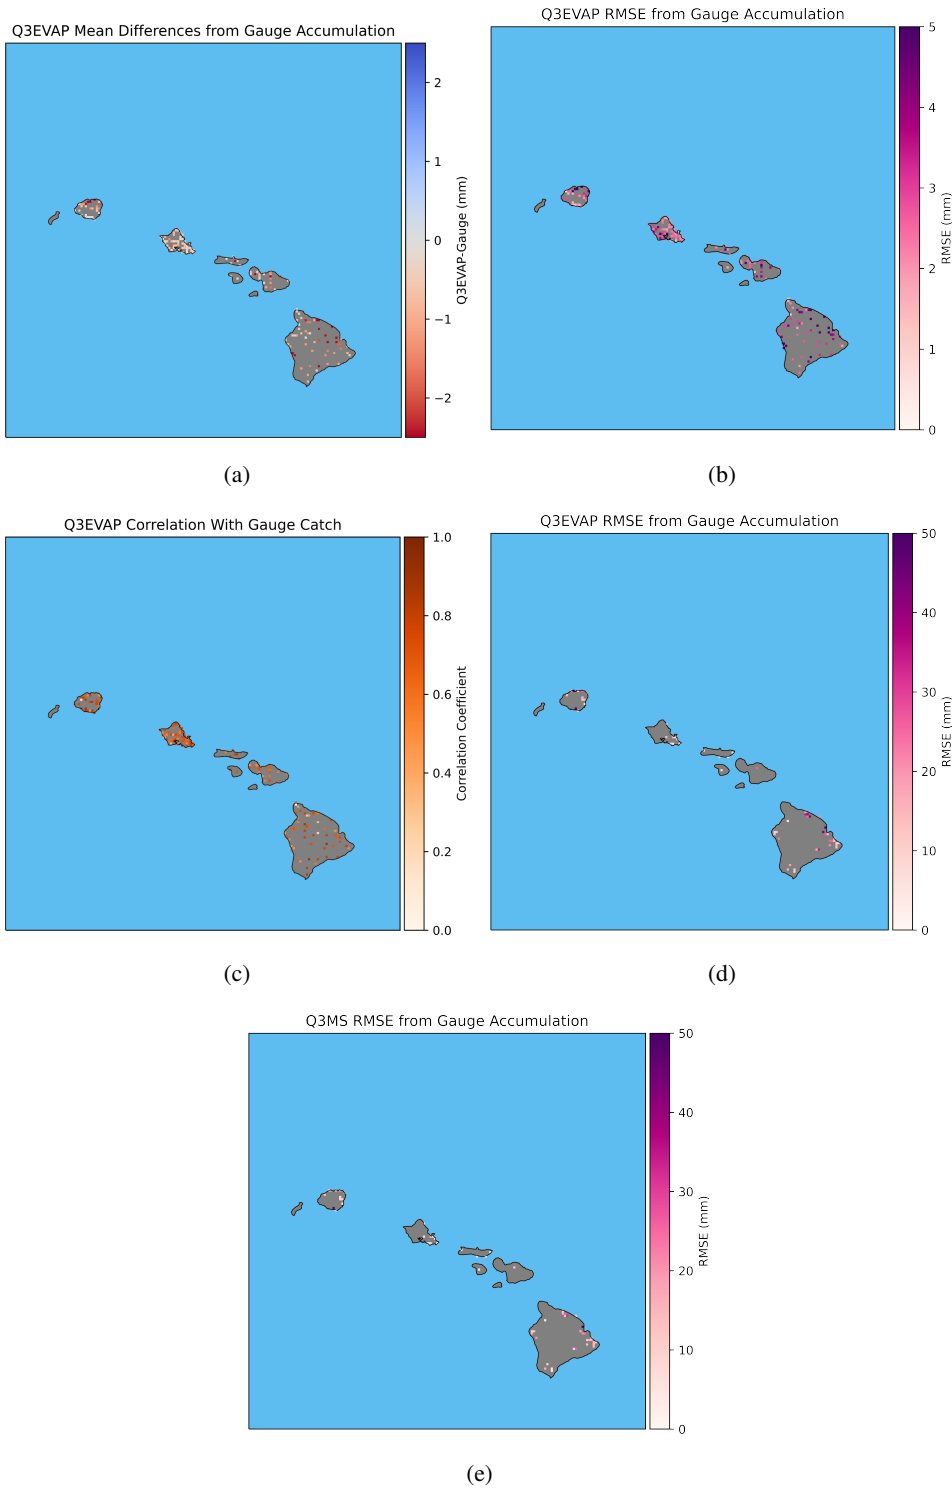 Q3EVAP Mean Differences from Gauge Accumulation
2
1
0
−1
−2
Q3EVAP-Gauge (mm)
(a)
Q3EVAP RMSE from Gauge Accumulation
5
4
3
2
1
0
RMSE (mm)
(b)
Q3EVAP Correlation With Gauge Catch
1.0
0.8
0.6
0.4
0.2
0.0
Correlation Coefficient
(c)
Q3EVAP RMSE from Gauge Accumulation
50
40
30
20
10
0
RMSE (mm)
(d)
Q3MS RMSE from Gauge Accumulation
50
40
30
20
10
0
RMSE (mm)
(e)